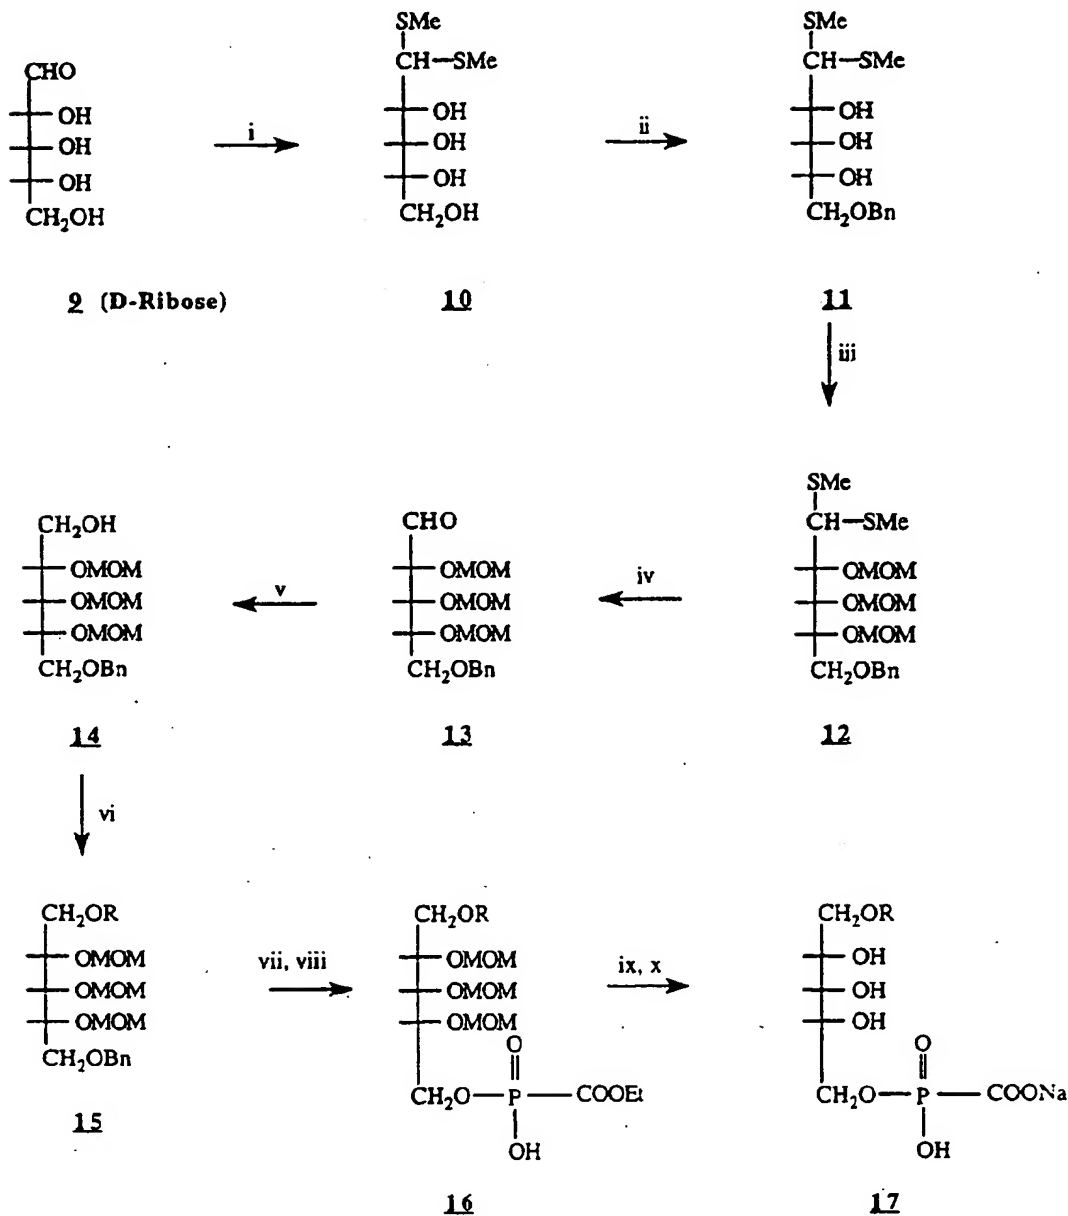 CHO
OH
OH
OH
CH2OH
9 (D-Ribose)
i
SMe
CH—SMe
OH
OH
OH
CH2OH
10
ii
SMe
CH—SMe
OH
OH
OH
CH2OBn
11
iii
SMe
CH—SMe
OMOM
OMOM
OMOM
CH2OBn
12
iv
CHO
OMOM
OMOM
OMOM
CH2OBn
13
v
CH2OH
OMOM
OMOM
OMOM
CH2OBn
14
vi
CH2OR
OMOM
OMOM
OMOM
CH2OBn
15
vii, viii
CH2OR
OMOM
OMOM
OMOM
O
CH2O—P—COOEt
OH
16
ix, x
CH2OR
OH
OH
OH
O
CH2O—P—COONa
OH
17